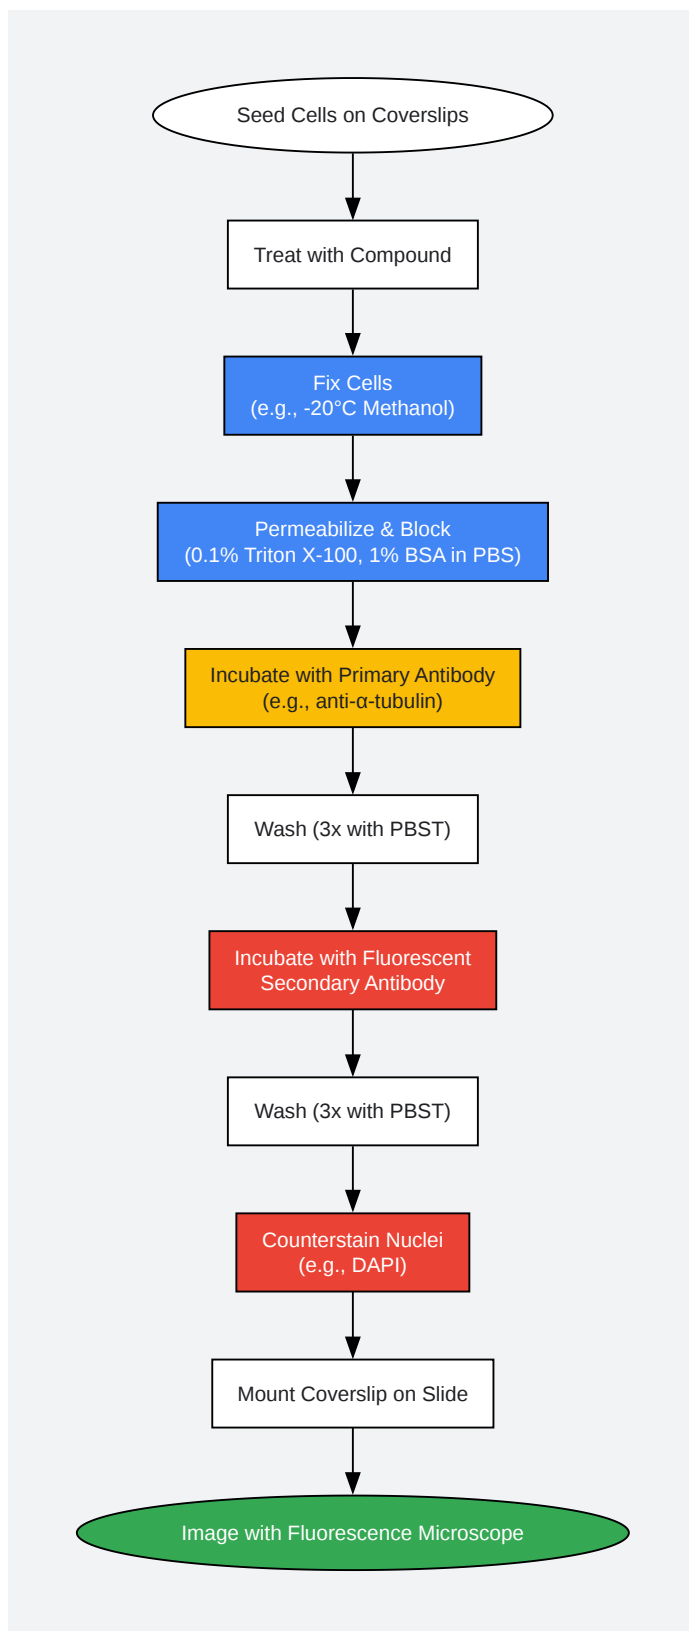 Seed Cells on Coverslips
Treat with Compound
Fix Cells
(e.g., -20°C Methanol)
Permeabilize & Block
(0.1% Triton X-100, 1% BSA in PBS)
Incubate with Primary Antibody
(e.g., anti-α-tubulin)
Wash (3x with PBST)
Incubate with Fluorescent
Secondary Antibody
Wash (3x with PBST)
Counterstain Nuclei
(e.g., DAPI)
Mount Coverslip on Slide
Image with Fluorescence Microscope